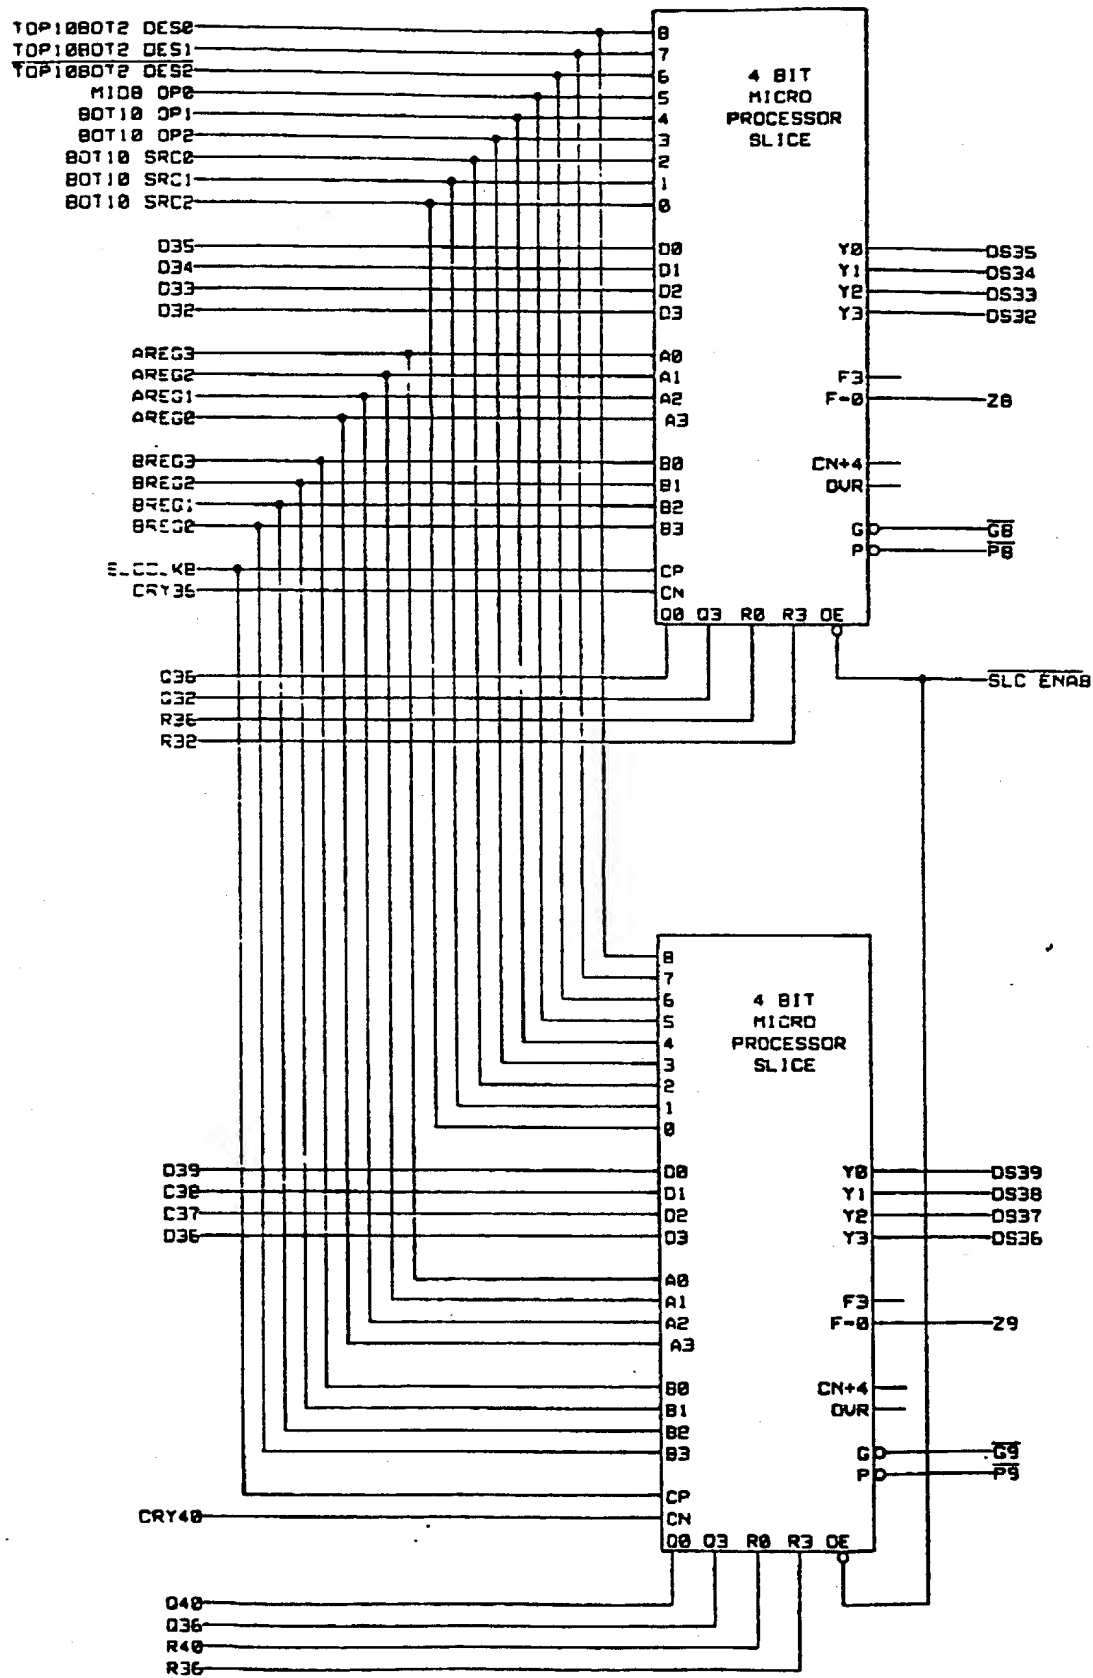 TOP10BOT2 DES0
TOP10BOT2 DES1
TOP10BOT2 DES2
MID8 OP0
BOT10 OP1
BOT10 OP2
BOT10 SRC0
BOT10 SRC1
BOT10 SRC2
D35
D34
D33
D32
AREG3
AREG2
AREG1
AREG0
BREG3
BREG2
BREG1
BREG0
CRY36
Q36
Q32
R36
R32
8
7
6
5
4
3
2
1
0
D0
D1
D2
D3
A0
A1
A2
A3
B0
B1
B2
B3
CP
CN
4 BIT
MICRO
PROCESSOR
SLICE
Y0
Y1
Y2
Y3
F3
F=0
CN+4
OVR
G
P
Q0 Q3 R0 R3 OE
DS35
DS34
DS33
DS32
Z8
G8
P8
SLC ENAB
8
7
6
5
4
3
2
1
0
D39
D38
D37
D36
D0
D1
D2
D3
A0
A1
A2
A3
B0
B1
B2
B3
CP
CN
CRY40
4 BIT
MICRO
PROCESSOR
SLICE
Y0
Y1
Y2
Y3
F3
F=0
CN+4
OVR
G
P
Q0 Q3 R0 R3 OE
DS39
DS38
DS37
DS36
Z9
G9
P9
Q40
Q36
R40
R36